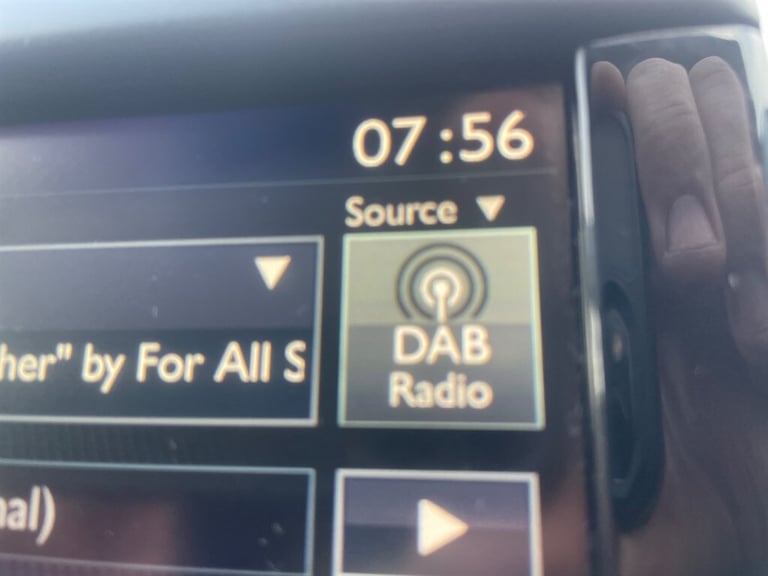 07:56
Source
her" by For All S
DAB
Radio
nal)